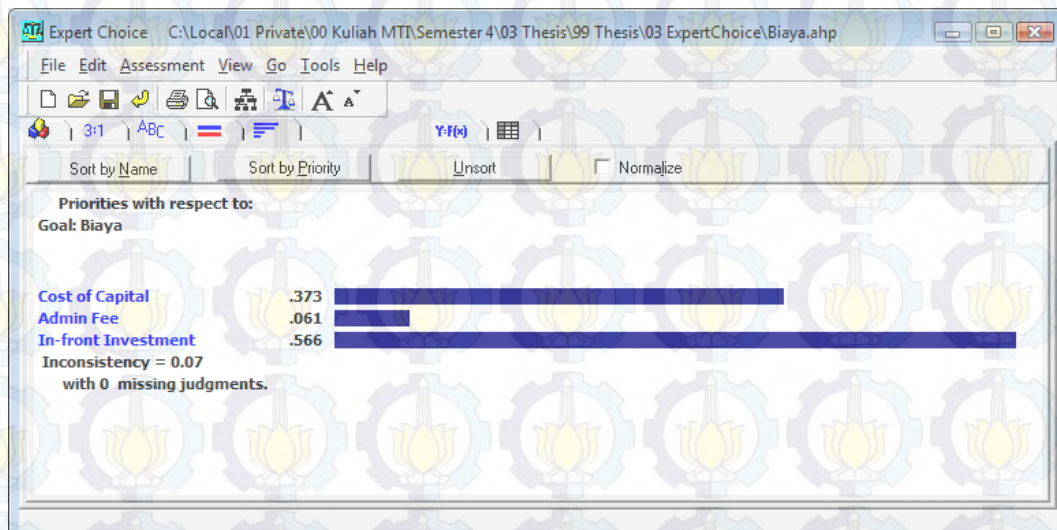 Expert Choice C:\Local\01 Private\00 Kuliah MTI\Semester 4\03 Thesis\99 Thesis\03 ExpertChoice\Biaya.ahp
File Edit Assessment View Go Tools Help
A A
3:1 ABC Y=F(x)
Sort by Name Sort by Priority Unsort Normalize
Priorities with respect to:
Goal: Biaya
Cost of Capital .373
Admin Fee .061
In-front Investment .566
Inconsistency = 0.07
with 0 missing judgments.